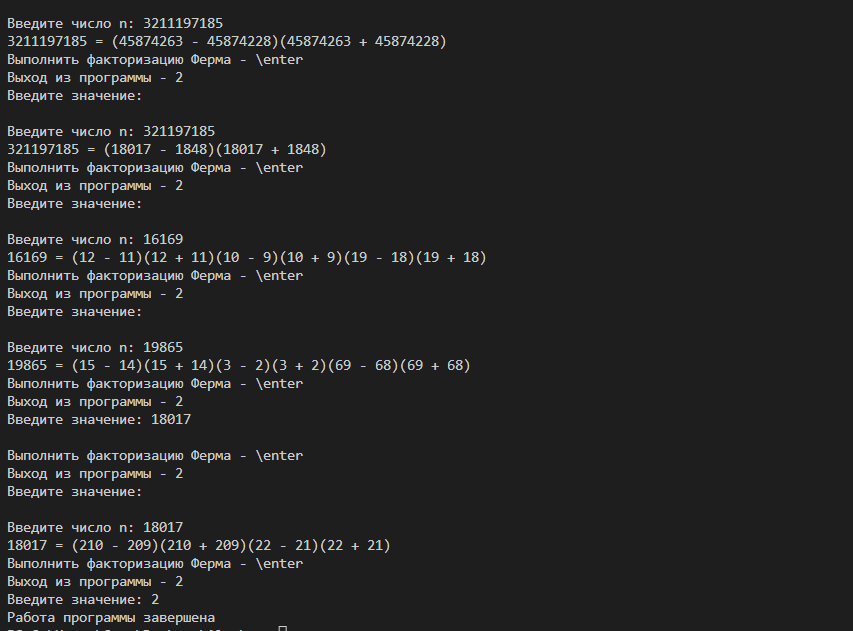 Введите число n: 3211197185
3211197185 = (45874263 - 45874228)(45874263 + 45874228)
Выполнить факторизацию Ферма - \enter
Выход из программы - 2
Введите значение:
Введите число n: 321197185
321197185 = (18017 - 1848)(18017 + 1848)
Выполнить факторизацию Ферма - \enter
Выход из программы - 2
Введите значение:
Введите число n: 16169
16169 = (12 - 11)(12 + 11)(10 - 9)(10 + 9)(19 - 18)(19 + 18)
Выполнить факторизацию Ферма - \enter
Выход из программы - 2
Введите значение:
Введите число n: 19865
19865 = (15 - 14)(15 + 14)(3 - 2)(3 + 2)(69 - 68)(69 + 68)
Выполнить факторизацию Ферма - \enter
Выход из программы - 2
Введите значение: 18017
Выполнить факторизацию Ферма - \enter
Выход из программы - 2
Введите значение:
Введите число n: 18017
18017 = (210 - 209)(210 + 209)(22 - 21)(22 + 21)
Выполнить факторизацию Ферма - \enter
Выход из программы - 2
Введите значение: 2
Работа программы завершена